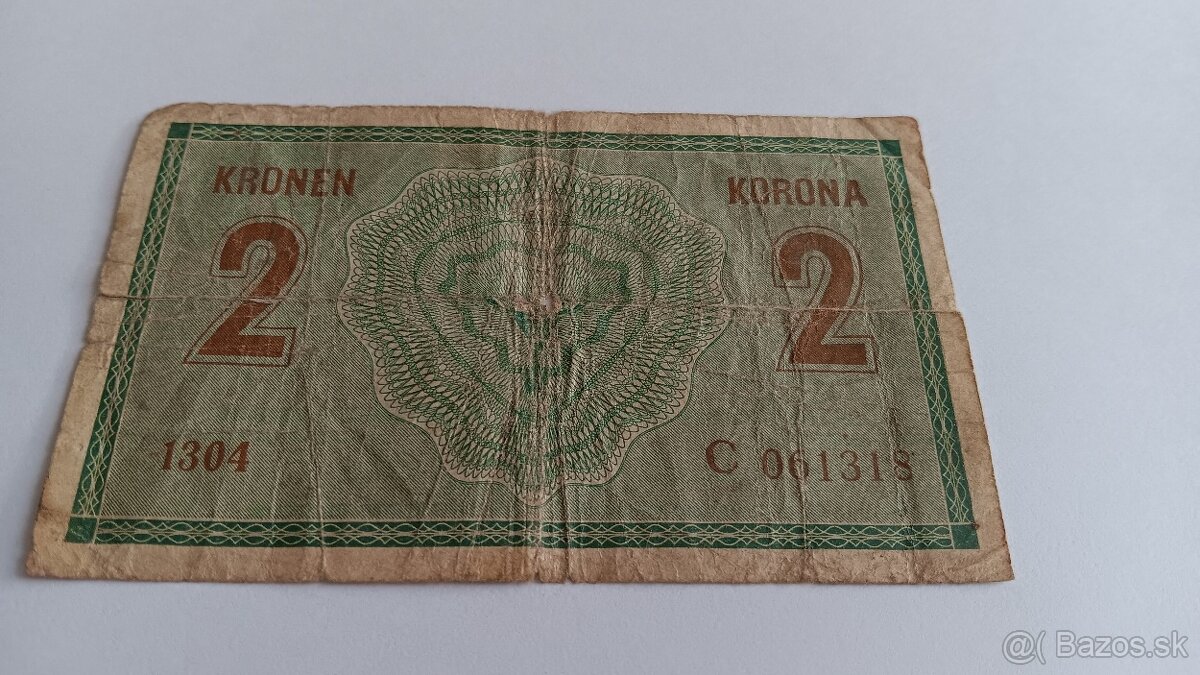 KRONEN KORONA
2 2
1304 C 061318
@( Bazos.sk